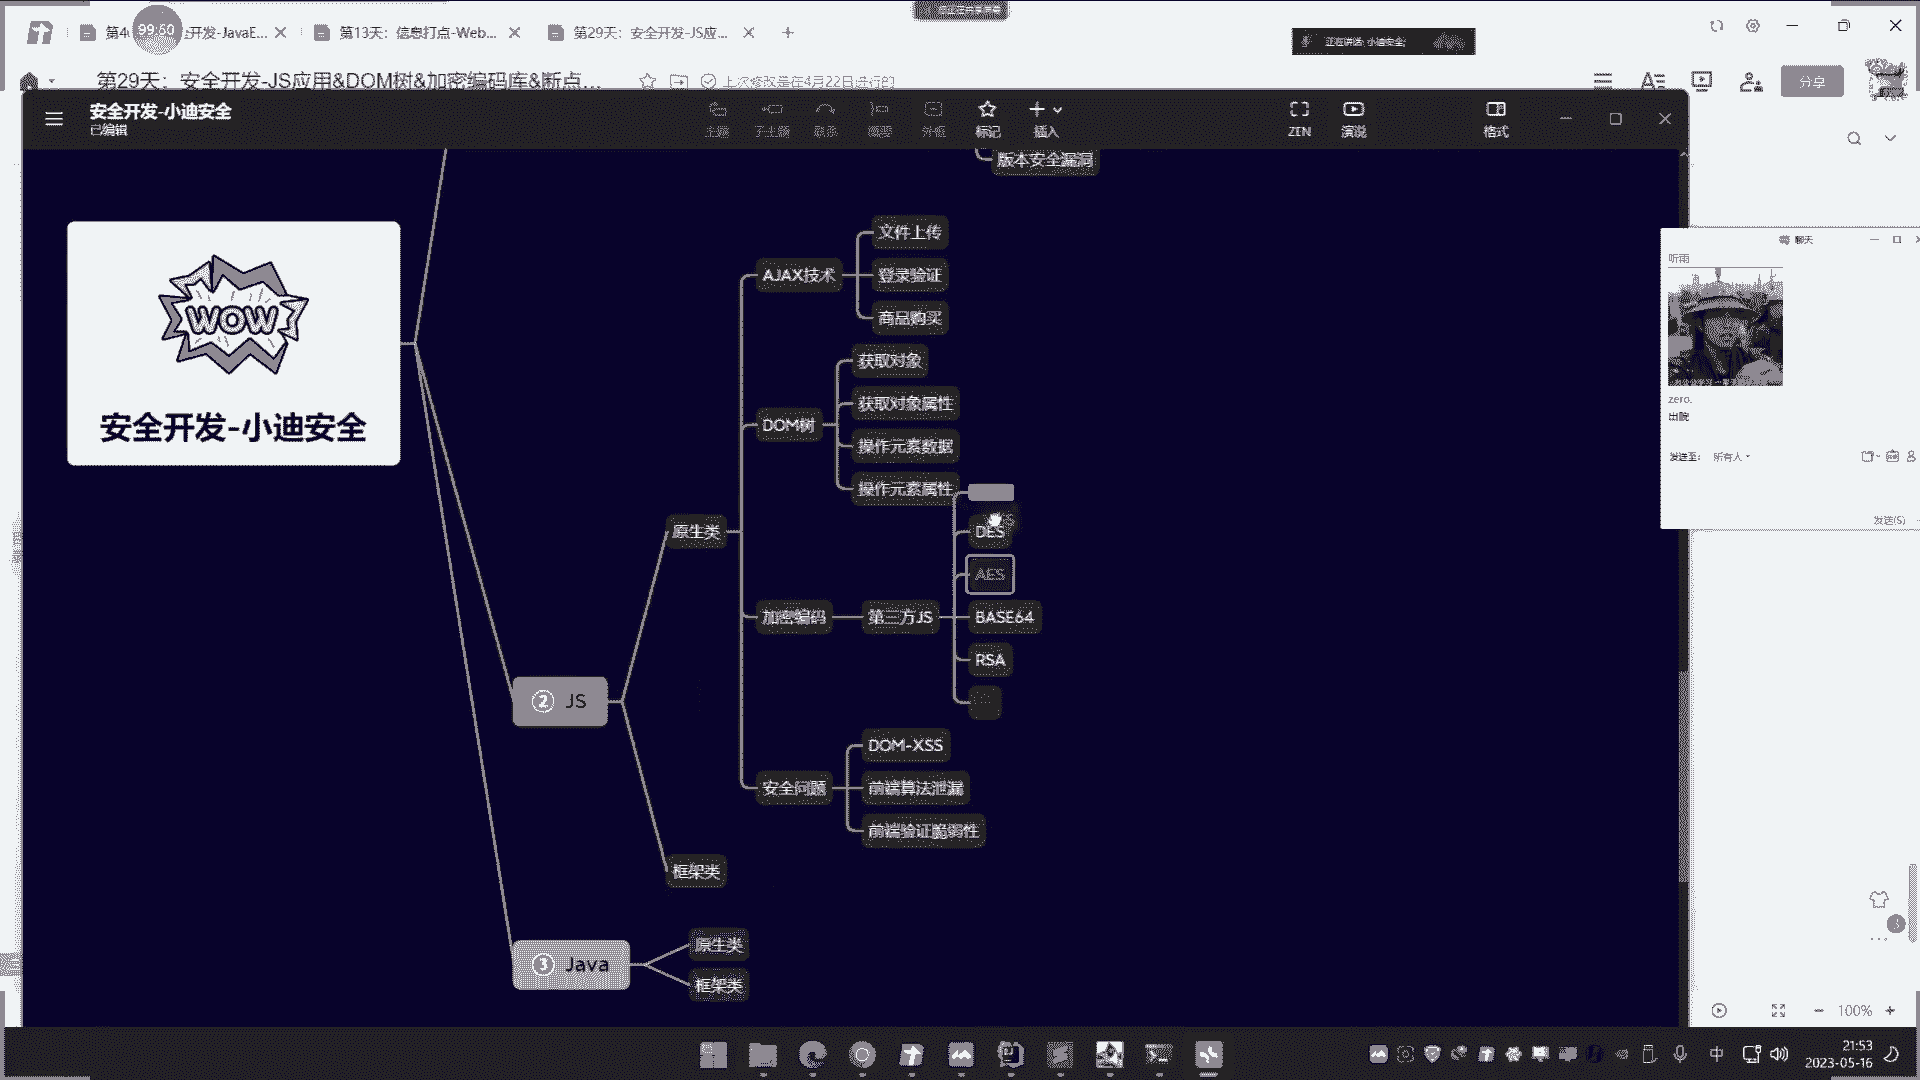 第4
99:60
开发-JavaE...
第13天：信息打点-Web...
第29天：安全开发-JS应...
正在讲话: 小迪安全;
第29天：安全开发-JS应用&DOM树&加密编码库&断点...
上次修改是在4月22日进行的
分享
安全开发-小迪安全
已编辑
主题
子主题
联系
概要
外框
标记
插入
ZEN
演说
格式
版本安全漏洞
WOW
安全开发-小迪安全
AJAX技术
文件上传
登录验证
商品购买
DOM树
获取对象
获取对象属性
操作元素数据
操作元素属性
原生类
DES
AES
加密编码
第三方JS
BASE64
RSA
② JS
安全问题
DOM-XSS
前端算法泄漏
前端验证脆弱性
框架类
③ Java
原生类
框架类
聊天
听雨
zero.
出院
发送至：
所有人
发送(S)
3
100%
中
21:53
2023-05-16